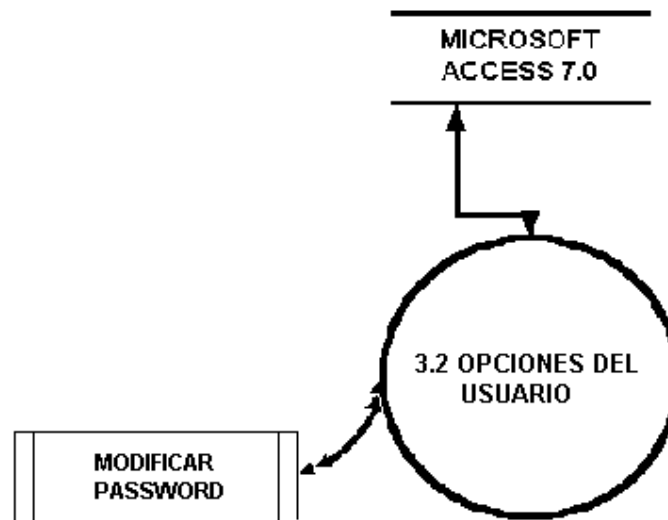 MICROSOFT
ACCESS 7.0
3.2 OPCIONES DEL
USUARIO
MODIFICAR
PASSWORD